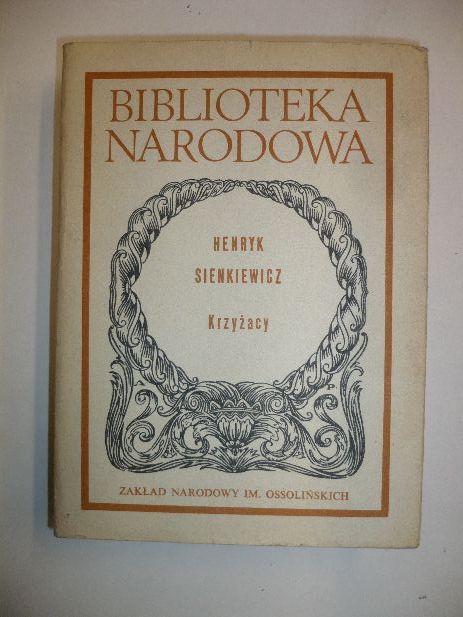 BIBLIOTEKA
NARODOWA
HENRYK
SIENKIEWICZ
Krzyżacy
ZAKŁAD NARODOWY IM. OSSOLIŃSKICH